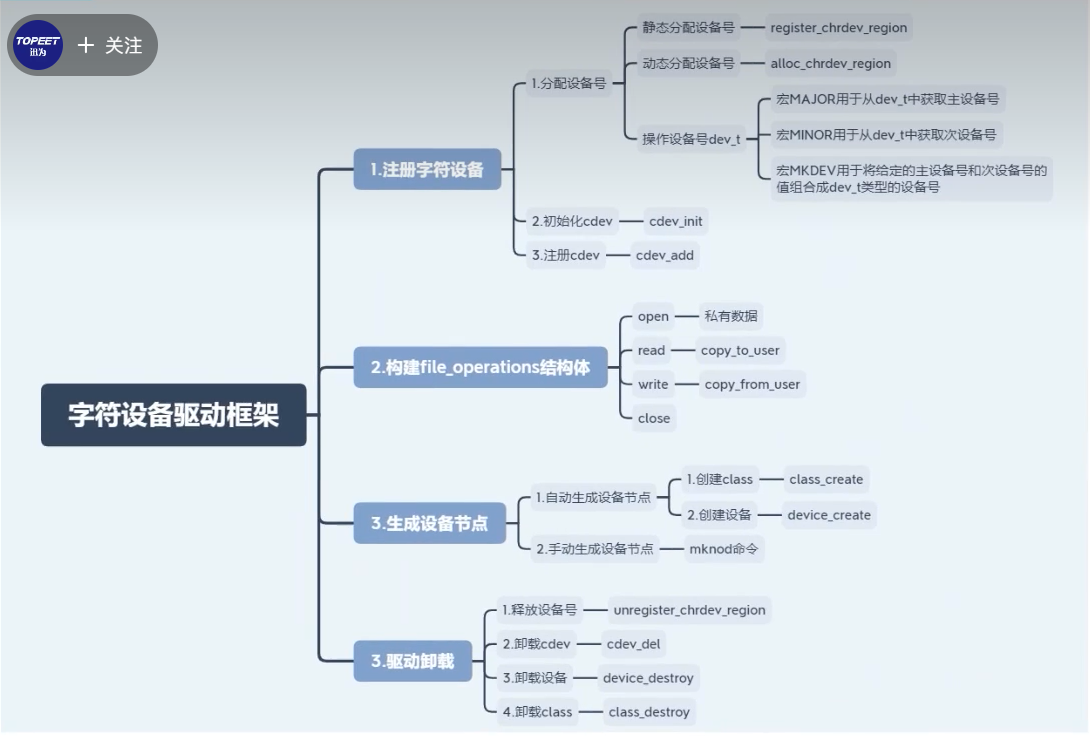 TOPEET
迅为
+ 关注
字符设备驱动框架
1.注册字符设备
1.分配设备号
静态分配设备号
register_chrdev_region
动态分配设备号
alloc_chrdev_region
操作设备号dev_t
宏MAJOR用于从dev_t中获取主设备号
宏MINOR用于从dev_t中获取次设备号
宏MKDEV用于将给定的主设备号和次设备号的
值组合成dev_t类型的设备号
2.初始化cdev
cdev_init
3.注册cdev
cdev_add
2.构建file_operations结构体
open
私有数据
read
copy_to_user
write
copy_from_user
close
3.生成设备节点
1.自动生成设备节点
1.创建class
class_create
2.创建设备
device_create
2.手动生成设备节点
mknod命令
3.驱动卸载
1.释放设备号
unregister_chrdev_region
2.卸载cdev
cdev_del
3.卸载设备
device_destroy
4.卸载class
class_destroy